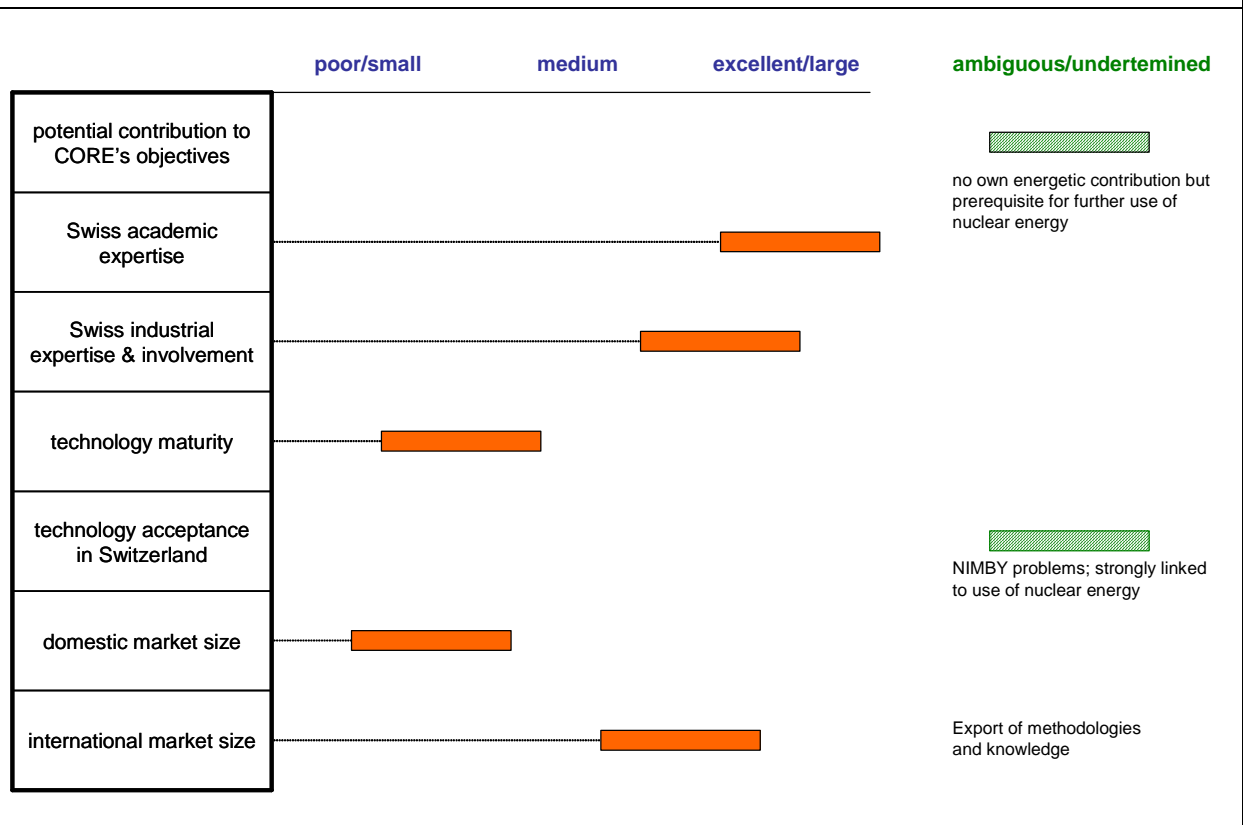 poor/small medium excellent/large ambiguous/undertemined
potential contribution to
CORE's objectives
no own energetic contribution but
prerequisite for further use of
nuclear energy
Swiss academic
expertise
Swiss industrial
expertise & involvement
technology maturity
technology acceptance
in Switzerland
NIMBY problems; strongly linked
to use of nuclear energy
domestic market size
international market size
Export of methodologies
and knowledge